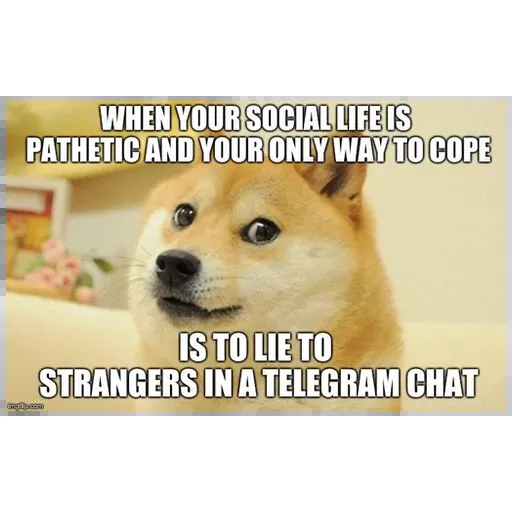 WHEN YOUR SOCIAL LIFE IS
PATHETIC AND YOUR ONLY WAY TO COPE
IS TO LIE TO
STRANGERS IN A TELEGRAM CHAT
imgflip.com